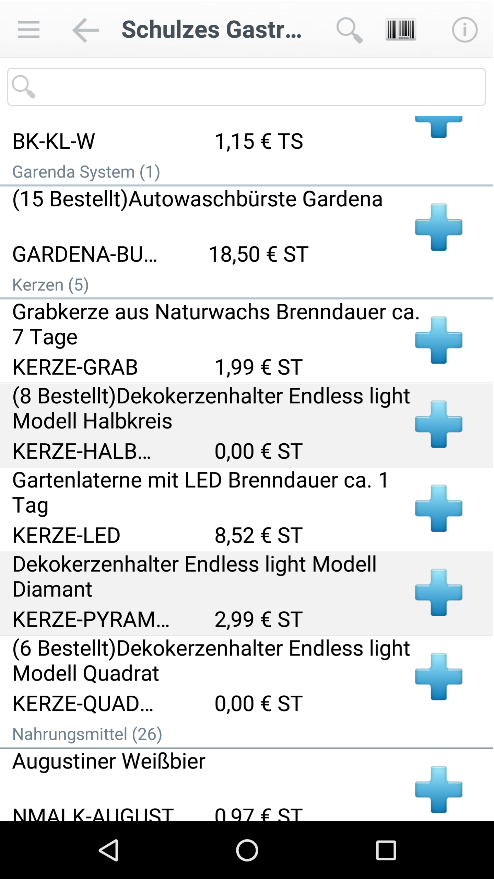 Schulzes Gastr...
BK-KL-W 1,15 € TS
Garenda System (1)
(15 Bestellt)Autowaschbürste Gardena
GARDENA-BU... 18,50 € ST
Kerzen (5)
Grabkerze aus Naturwachs Brenndauer ca.
7 Tage
KERZE-GRAB 1,99 € ST
(8 Bestellt)Dekokerzenhalter Endless light
Modell Halbkreis
KERZE-HALB... 0,00 € ST
Gartenlaterne mit LED Brenndauer ca. 1
Tag
KERZE-LED 8,52 € ST
Dekokerzenhalter Endless light Modell
Diamant
KERZE-PYRAM... 2,99 € ST
(6 Bestellt)Dekokerzenhalter Endless light
Modell Quadrat
KERZE-QUAD... 0,00 € ST
Nahrungsmittel (26)
Augustiner Weißbier
NMALK-AUGUST 0,97 € ST